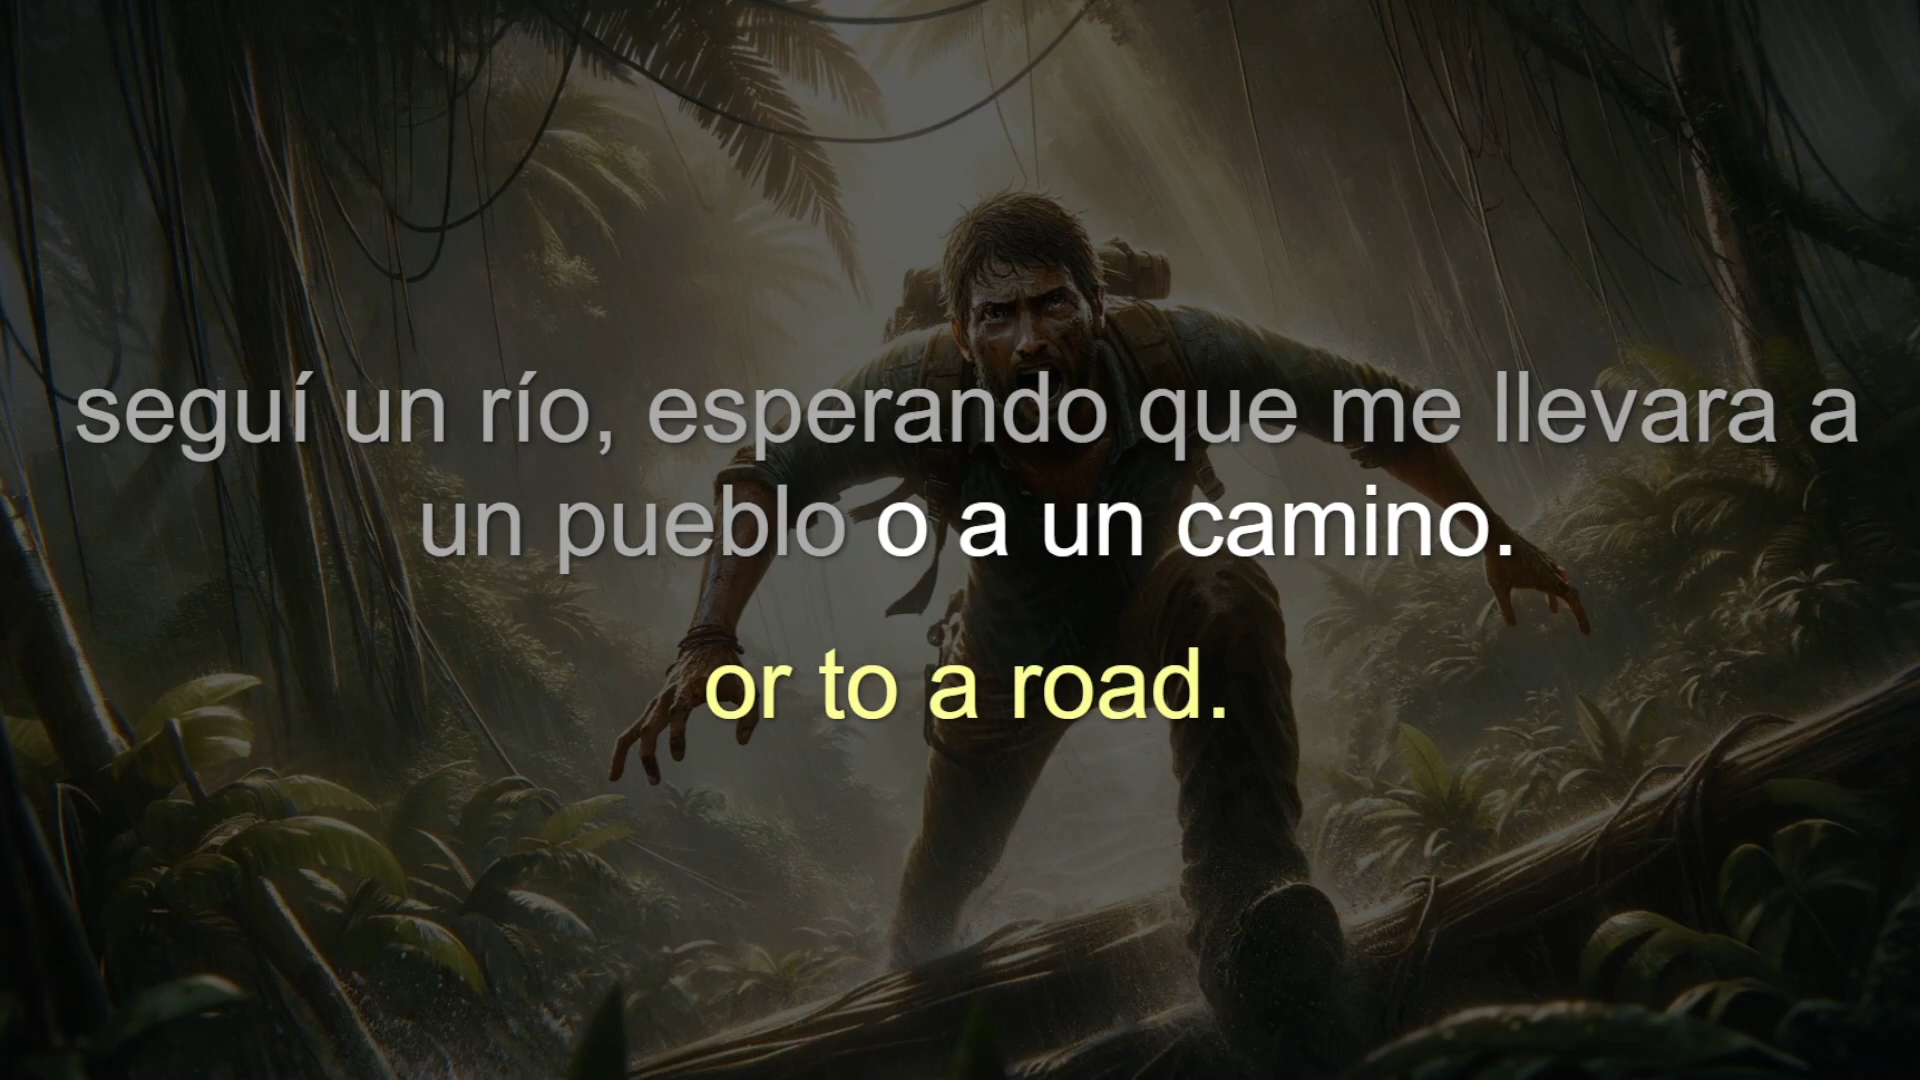 seguí un río, esperando que me llevara a
un pueblo o a un camino.
or to a road.